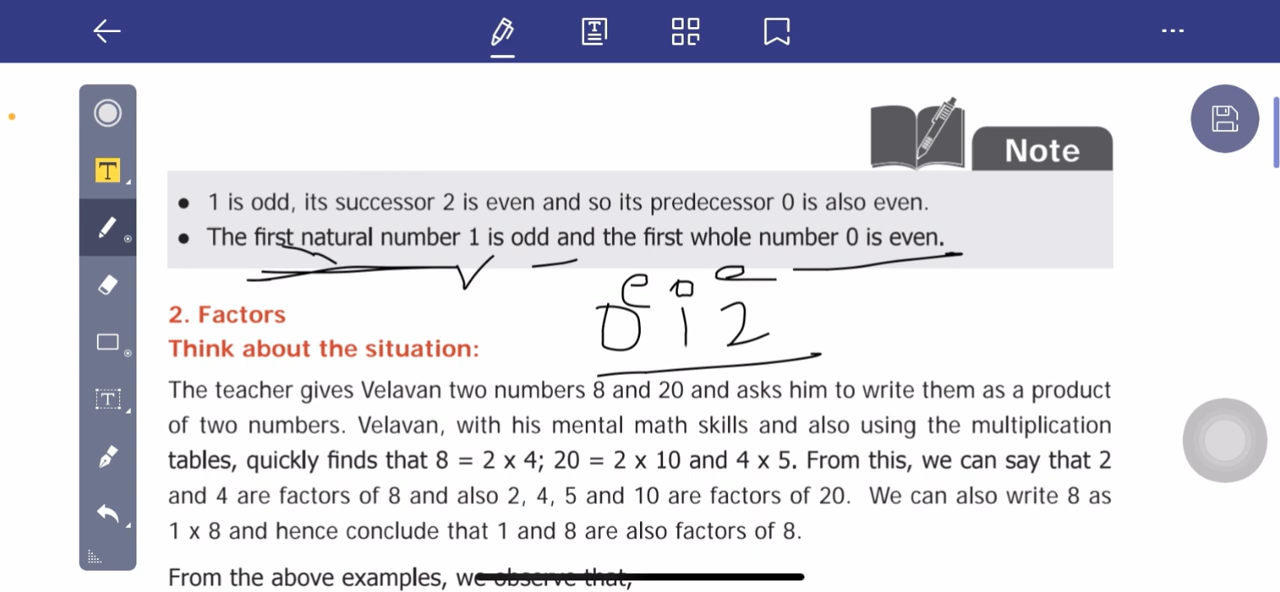 Note
• 1 is odd, its successor 2 is even and so its predecessor 0 is also even.
• The first natural number 1 is odd and the first whole number 0 is even.
e o e
0 1 2
2. Factors
Think about the situation:
The teacher gives Velavan two numbers 8 and 20 and asks him to write them as a product
of two numbers. Velavan, with his mental math skills and also using the multiplication
tables, quickly finds that 8 = 2 x 4; 20 = 2 x 10 and 4 x 5. From this, we can say that 2
and 4 are factors of 8 and also 2, 4, 5 and 10 are factors of 20. We can also write 8 as
1 x 8 and hence conclude that 1 and 8 are also factors of 8.
From the above examples, we observe that,